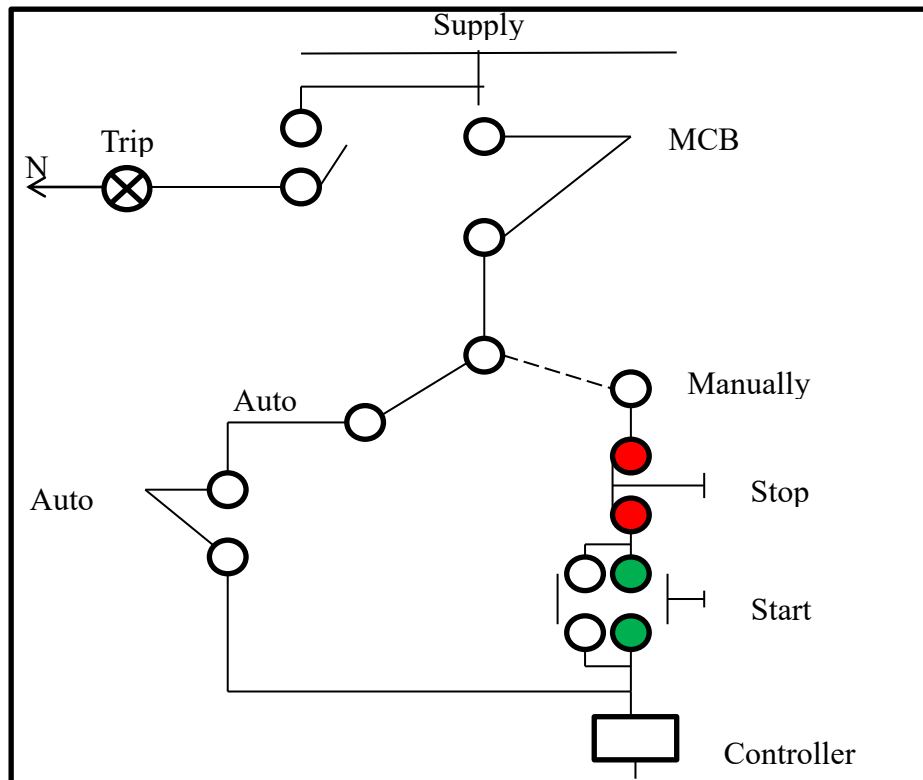 Supply
Trip
MCB
N
Manually
Auto
Auto
Stop
Start
Controller